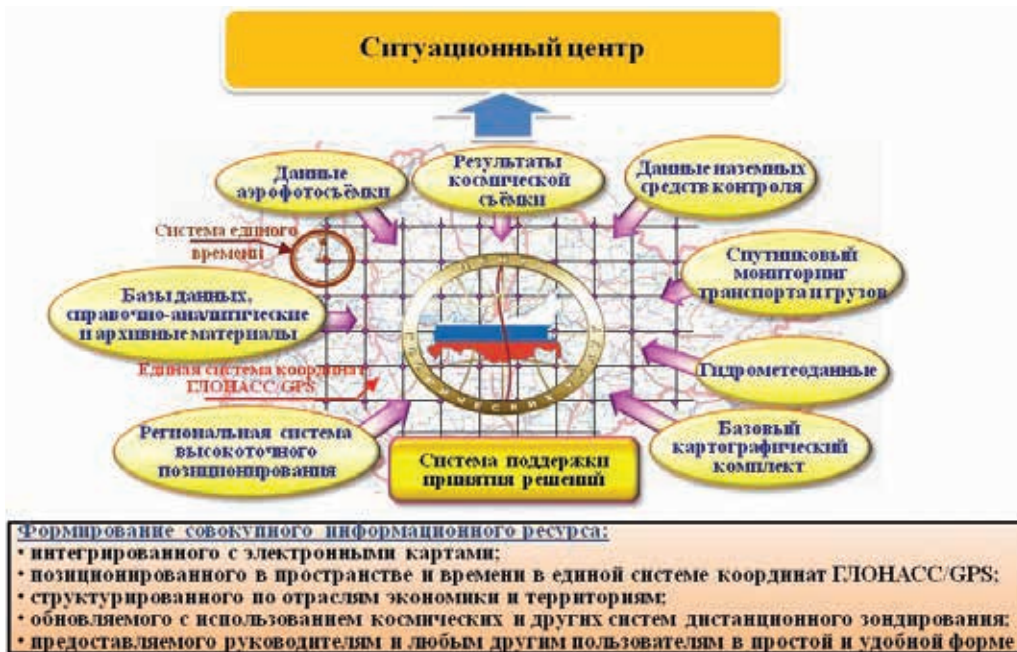 Ситуационный центр
Данные
аэрофотосъёмки
Результаты
космической
съёмки
Данные наземных
средств контроля
Система единого
времени
Спутниковый
мониторинг
транспорта и грузов
Базы данных,
справочно-аналитические
и архивные материалы
Единая система координат
ГЛОНАСС/GPS
Гидрометеоданные
Региональная система
высокоточного
позиционирования
Базовый
картографический
комплект
Система поддержки
принятия решений
Формирование совокупного информационного ресурса:
• интегрированного с электронными картами;
• позиционированного в пространстве и времени в единой системе координат ГЛОНАСС/GPS;
• структурированного по отраслям экономики и территориям;
• обновляемого с использованием космических и других систем дистанционного зондирования;
• предоставляемого руководителям и любым другим пользователям в простой и удобной форме